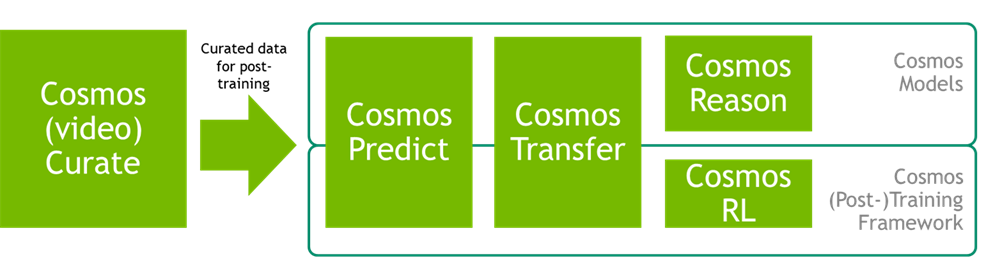 Cosmos
(video)
Curate
Curated data
for post-
training
Cosmos
Predict
Cosmos
Transfer
Cosmos
Reason
Cosmos
Models
Cosmos
RL
Cosmos
(Post-)Training
Framework